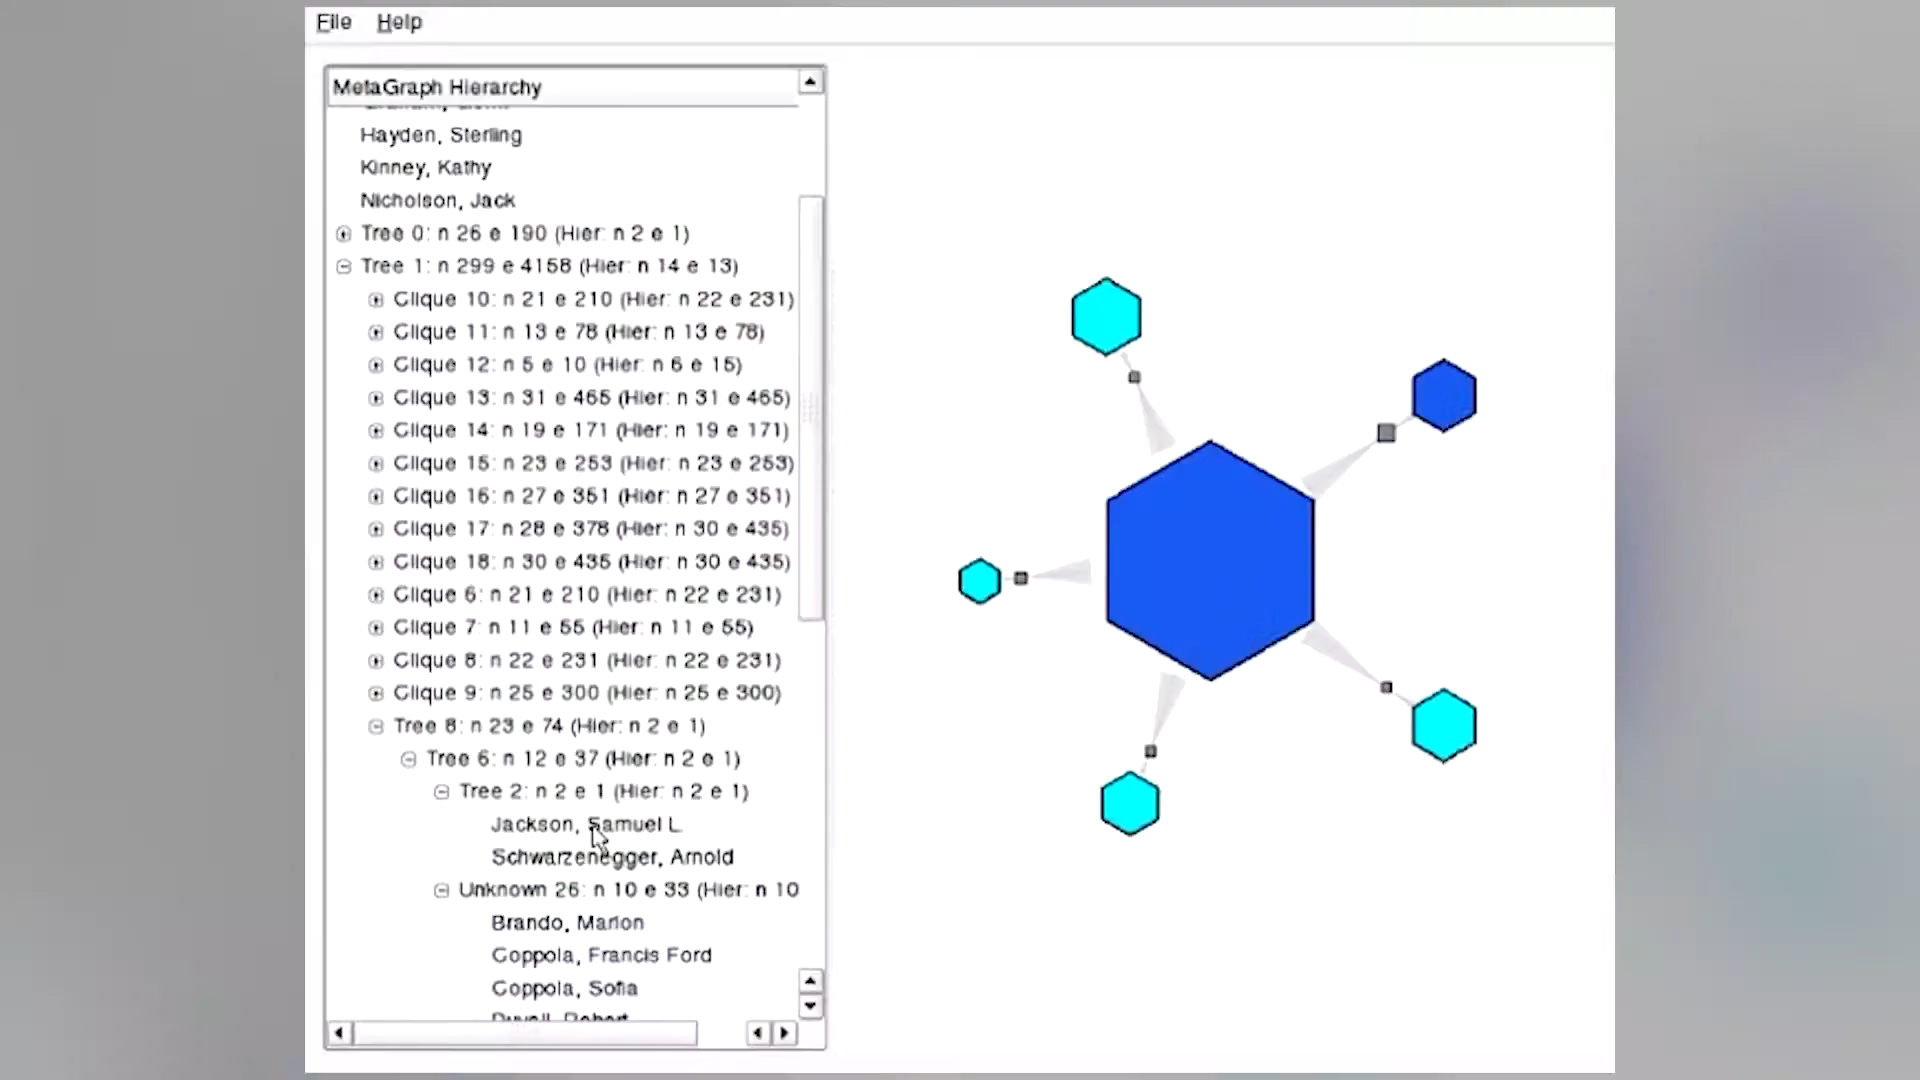 File Help
MetaGraph Hierarchy
Hayden, Sterling
Kinney, Kathy
Nicholson, Jack
Tree 0: n 26 e 190 (Hier: n 2 e 1)
Tree 1: n 299 e 4158 (Hier: n 14 e 13)
Clique 10: n 21 e 210 (Hier: n 22 e 231)
Clique 11: n 13 e 78 (Hier: n 13 e 78)
Clique 12: n 5 e 10 (Hier: n 6 e 15)
Clique 13: n 31 e 465 (Hier: n 31 e 465)
Clique 14: n 19 e 171 (Hier: n 19 e 171)
Clique 15: n 23 e 253 (Hier: n 23 e 253)
Clique 16: n 27 e 351 (Hier: n 27 e 351)
Clique 17: n 28 e 378 (Hier: n 30 e 435)
Clique 18: n 30 e 435 (Hier: n 30 e 435)
Clique 6: n 21 e 210 (Hier: n 22 e 231)
Clique 7: n 11 e 55 (Hier: n 11 e 55)
Clique 8: n 22 e 231 (Hier: n 22 e 231)
Clique 9: n 25 e 300 (Hier: n 25 e 300)
Tree 8: n 23 e 74 (Hier: n 2 e 1)
Tree 6: n 12 e 37 (Hier: n 2 e 1)
Tree 2: n 2 e 1 (Hier: n 2 e 1)
Jackson, Samuel L.
Schwarzenegger, Arnold
Unknown 26: n 10 e 33 (Hier: n 10
Brando, Marlon
Coppola, Francis Ford
Coppola, Sofia
Duvall, Robert